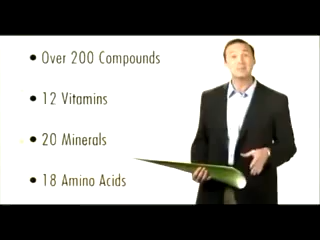 • Over 200 Compounds
• 12 Vitamins
• 20 Minerals
• 18 Amino Acids